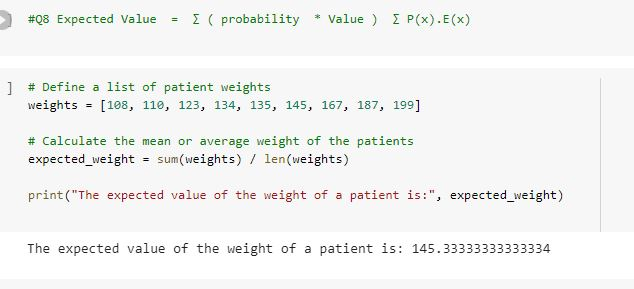 #Q8 Expected Value = Σ ( probability * Value ) Σ P(x).E(x)
] # Define a list of patient weights
weights = [108, 110, 123, 134, 135, 145, 167, 187, 199]
# Calculate the mean or average weight of the patients
expected_weight = sum(weights) / len(weights)
print("The expected value of the weight of a patient is:", expected_weight)
The expected value of the weight of a patient is: 145.33333333333334